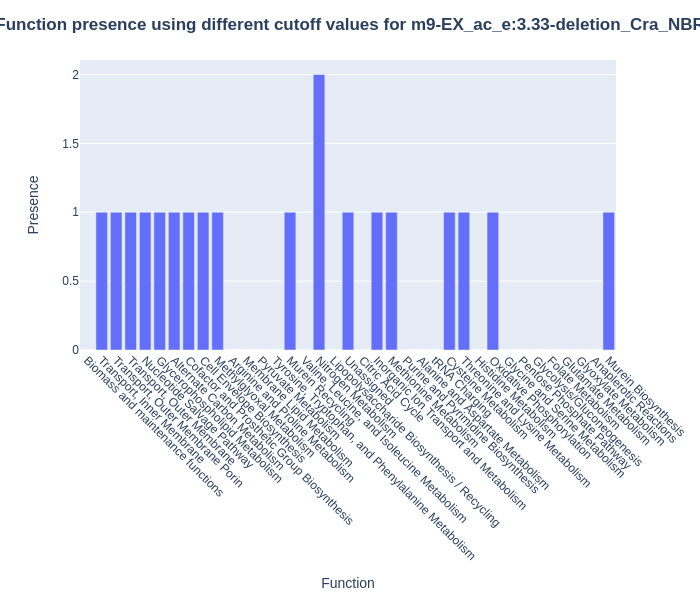 Function presence using different cutoff values for m9-EX_ac_e:3.33-deletion_Cra_NBR
2
1.5
1
0.5
0
Presence
Biomass and maintenance functions
Transport, Inner Membrane
Transport, Outer Membrane
Transport, Outer Membrane Porin
Nucleotide Salvage Pathway
Glycerophospholipid Metabolism
Alternate Carbon Metabolism
Cofactor and Prosthetic Group Biosynthesis
Cell Envelope Biosynthesis
Methylglyoxal Metabolism
Arginine and Proline Metabolism
Membrane Lipid Metabolism
Pyruvate Metabolism
Tyrosine, Tryptophan, and Phenylalanine Metabolism
Murein Recycling
Valine, Leucine, and Isoleucine Metabolism
Nitrogen Metabolism
Lipopolysaccharide Biosynthesis / Recycling
Unassigned
Citric Acid Cycle
Inorganic Ion Transport and Metabolism
Methionine Metabolism
Purine and Pyrimidine Biosynthesis
Alanine and Aspartate Metabolism
tRNA Charging
Cysteine Metabolism
Threonine and Lysine Metabolism
Histidine Metabolism
Oxidative Phosphorylation
Glycine and Serine Metabolism
Pentose Phosphate Pathway
Glycolysis/Gluconeogenesis
Folate Metabolism
Glutamate Metabolism
Glyoxylate Metabolism
Anaplerotic Reactions
Murein Biosynthesis
Function